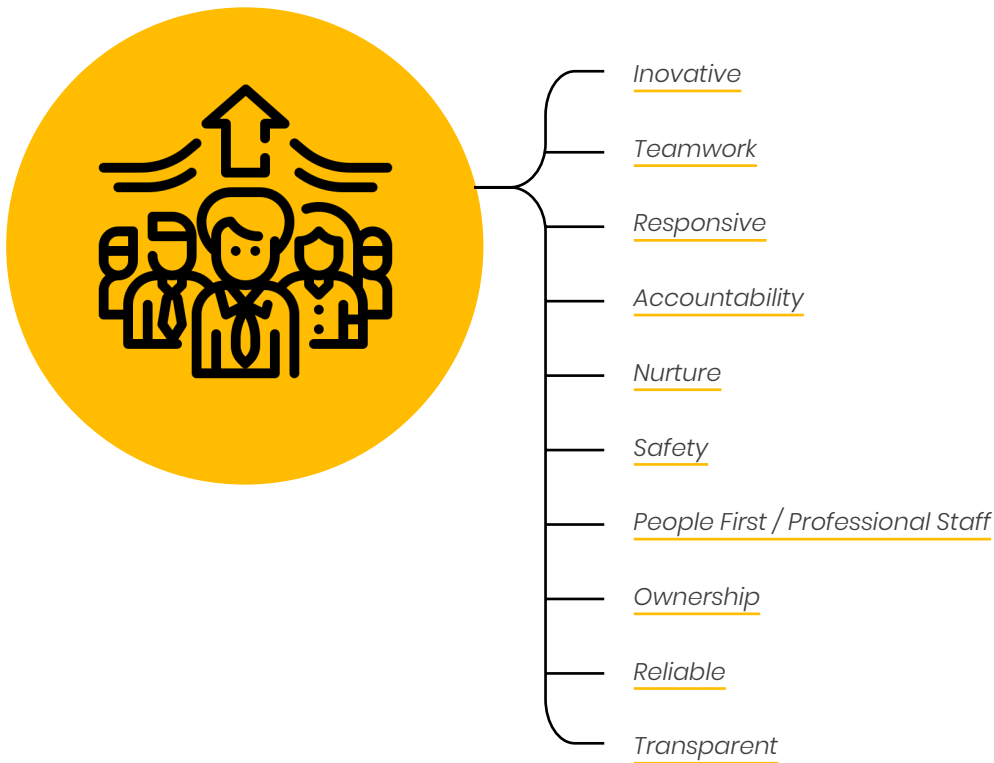 Inovative
Teamwork
Responsive
Accountability
Nurture
Safety
People First / Professional Staff
Ownership
Reliable
Transparent